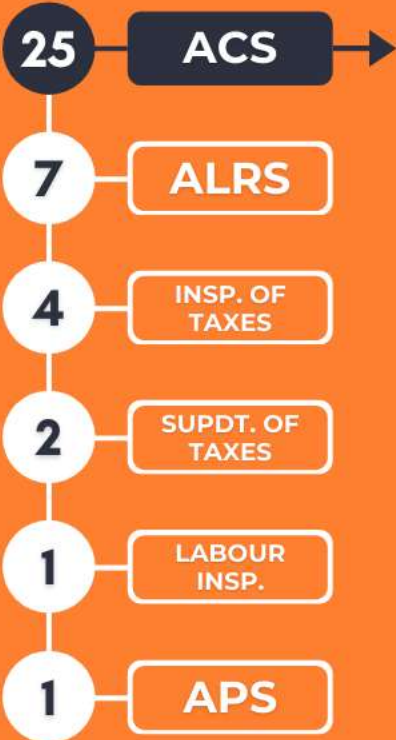 25 ACS
7 ALRS
4 INSP. OF
TAXES
2 SUPDT. OF
TAXES
1 LABOUR
INSP.
1 APS